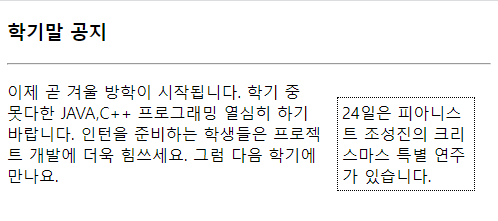 학기말 공지
이제 곧 겨울 방학이 시작됩니다. 학기 중
못다한 JAVA,C++ 프로그래밍 열심히 하기
바랍니다. 인턴을 준비하는 학생들은 프로젝
트 개발에 더욱 힘쓰세요. 그럼 다음 학기에
만나요.
24일은 피아니스
트 조성진의 크리
스마스 특별 연주
가 있습니다.